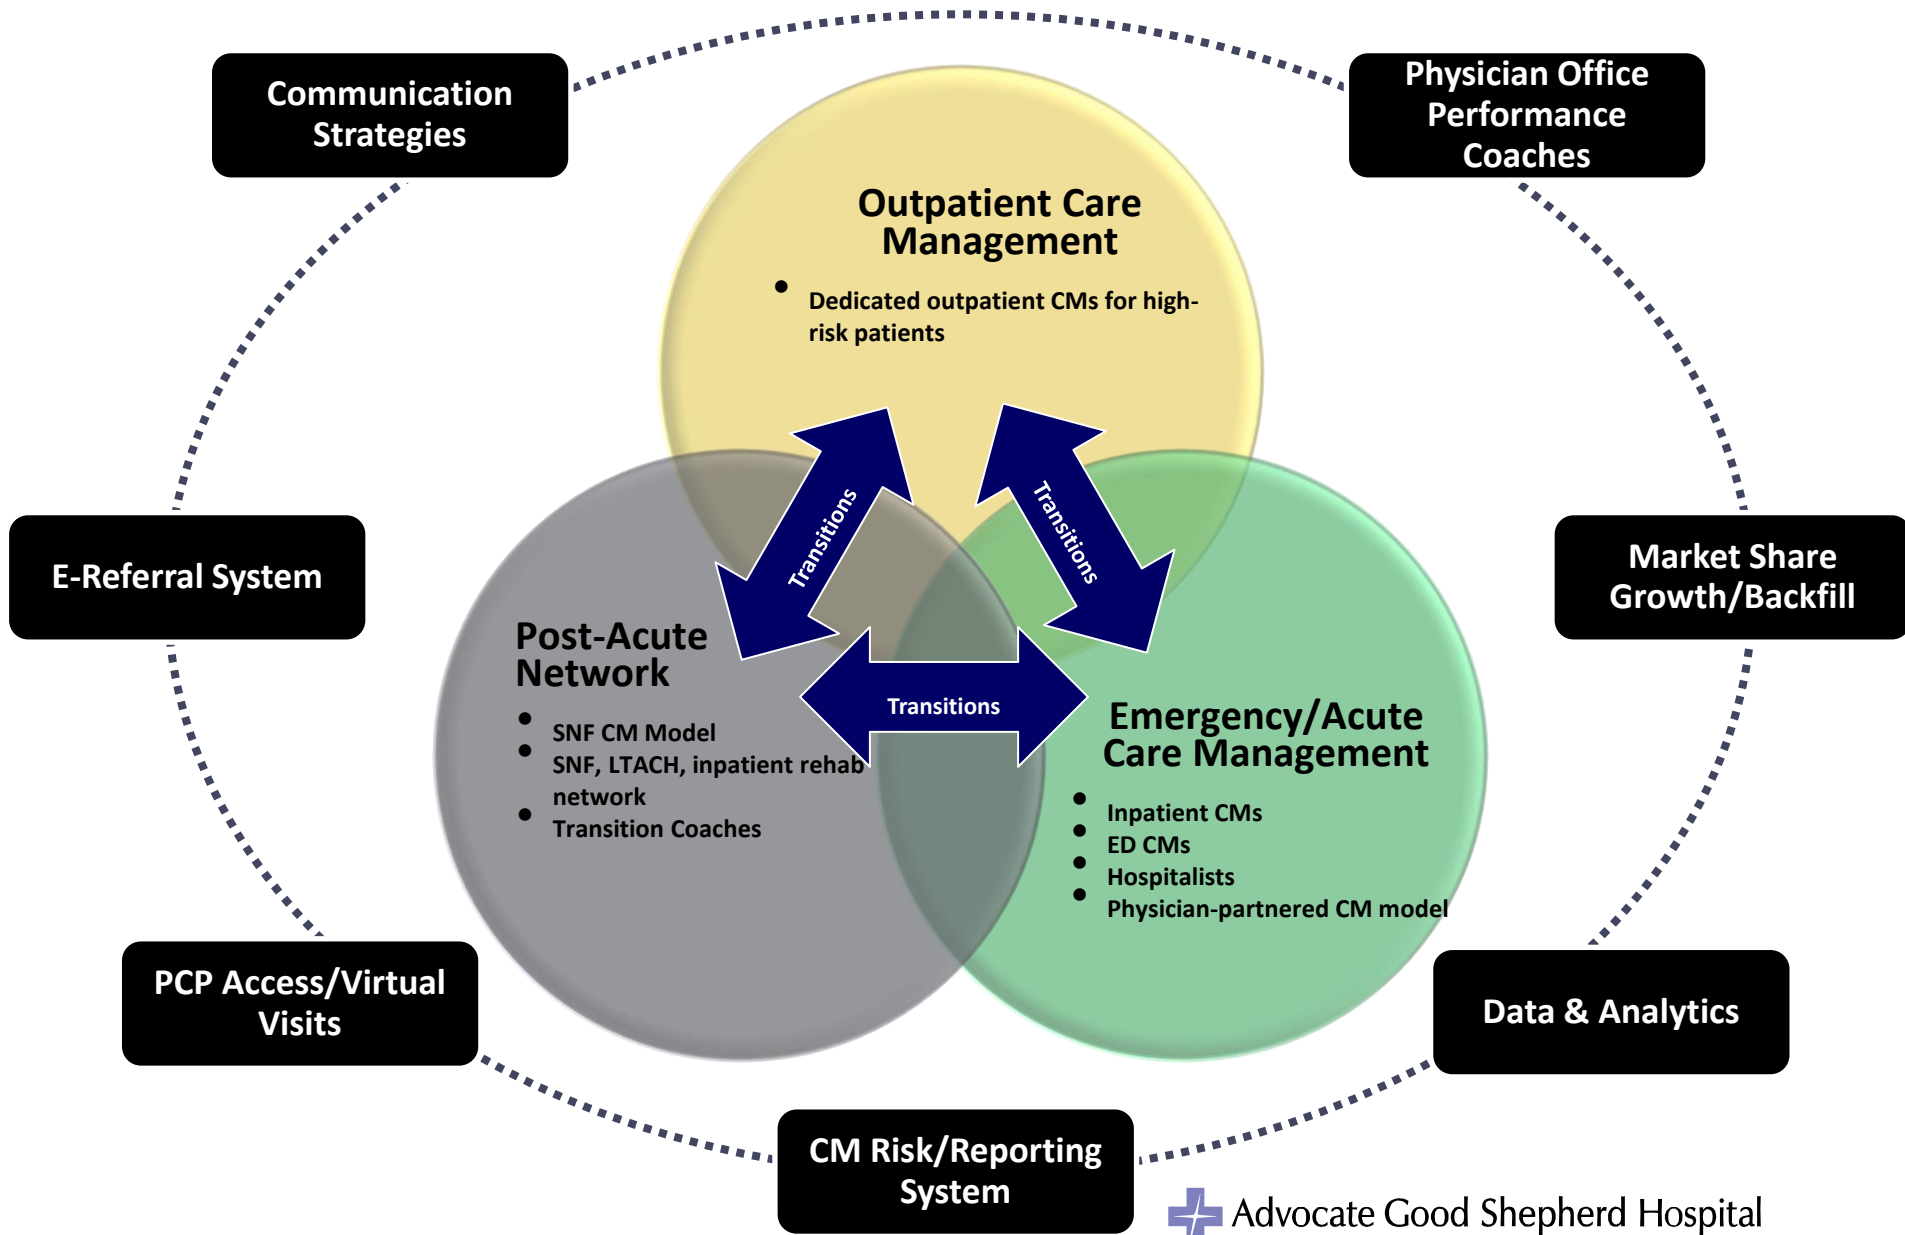 Communication
Strategies
Physician Office
Performance
Coaches
Outpatient Care
Management
• Dedicated outpatient CMs for high-
risk patients
Transitions
Transitions
E-Referral System
Market Share
Growth/Backfill
Post-Acute
Network
• SNF CM Model
• SNF, LTACH, inpatient rehab
network
• Transition Coaches
Transitions
Emergency/Acute
Care Management
• Inpatient CMs
• ED CMs
• Hospitalists
• Physician-partnered CM model
PCP Access/Virtual
Visits
Data & Analytics
CM Risk/Reporting
System
Advocate Good Shepherd Hospital